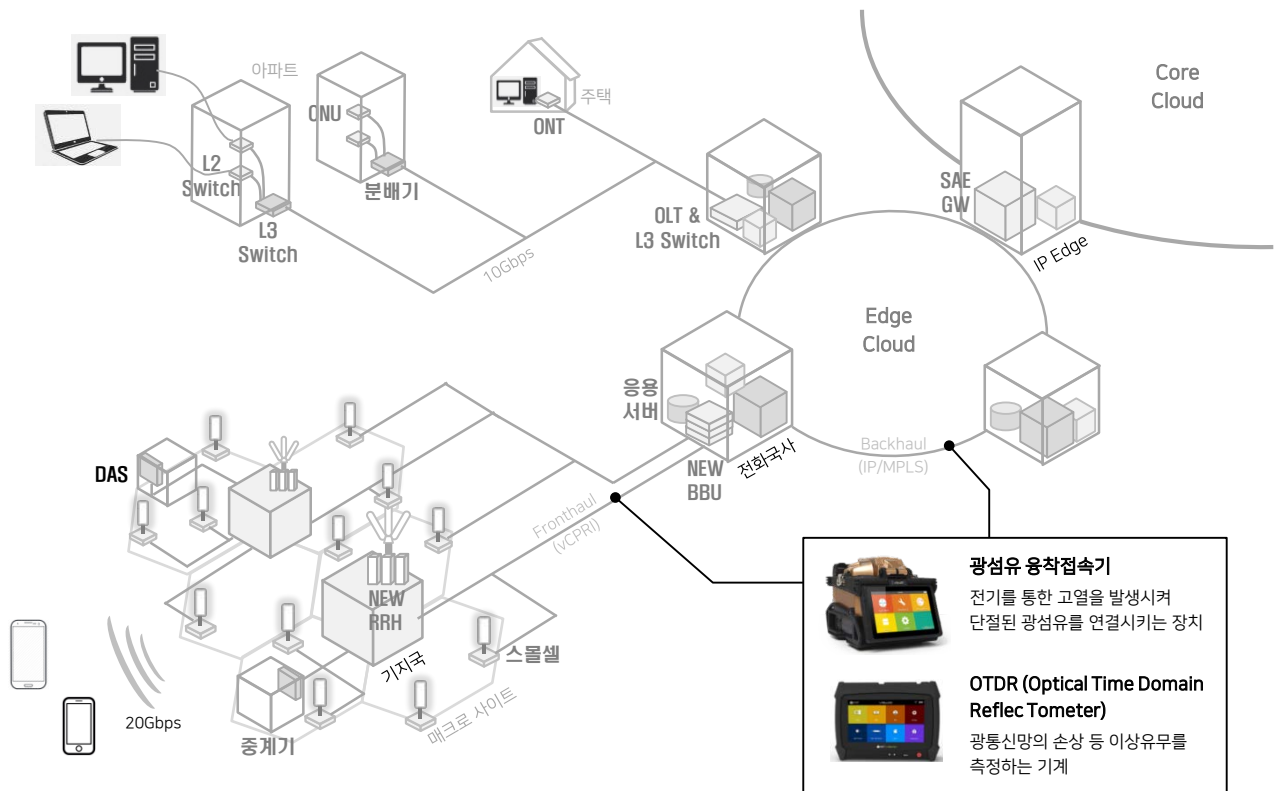 아파트
주택
ONU
ONT
L2
Switch
분배기
L3
Switch
OLT &
L3 Switch
10Gbps
SAE
GW
IP Edge
Core
Cloud
Edge
Cloud
응용
서버
NEW
BBU
전화국사
Backhaul
(IP/MPLS)
Fronthaul
(vCPRI)
DAS
NEW
RRH
기지국
스몰셀
매크로 사이트
중계기
20Gbps
광섬유 융착접속기
전기를 통한 고열을 발생시켜
단절된 광섬유를 연결시키는 장치
OTDR (Optical Time Domain
Reflec Tometer)
광통신망의 손상 등 이상유무를
측정하는 기계